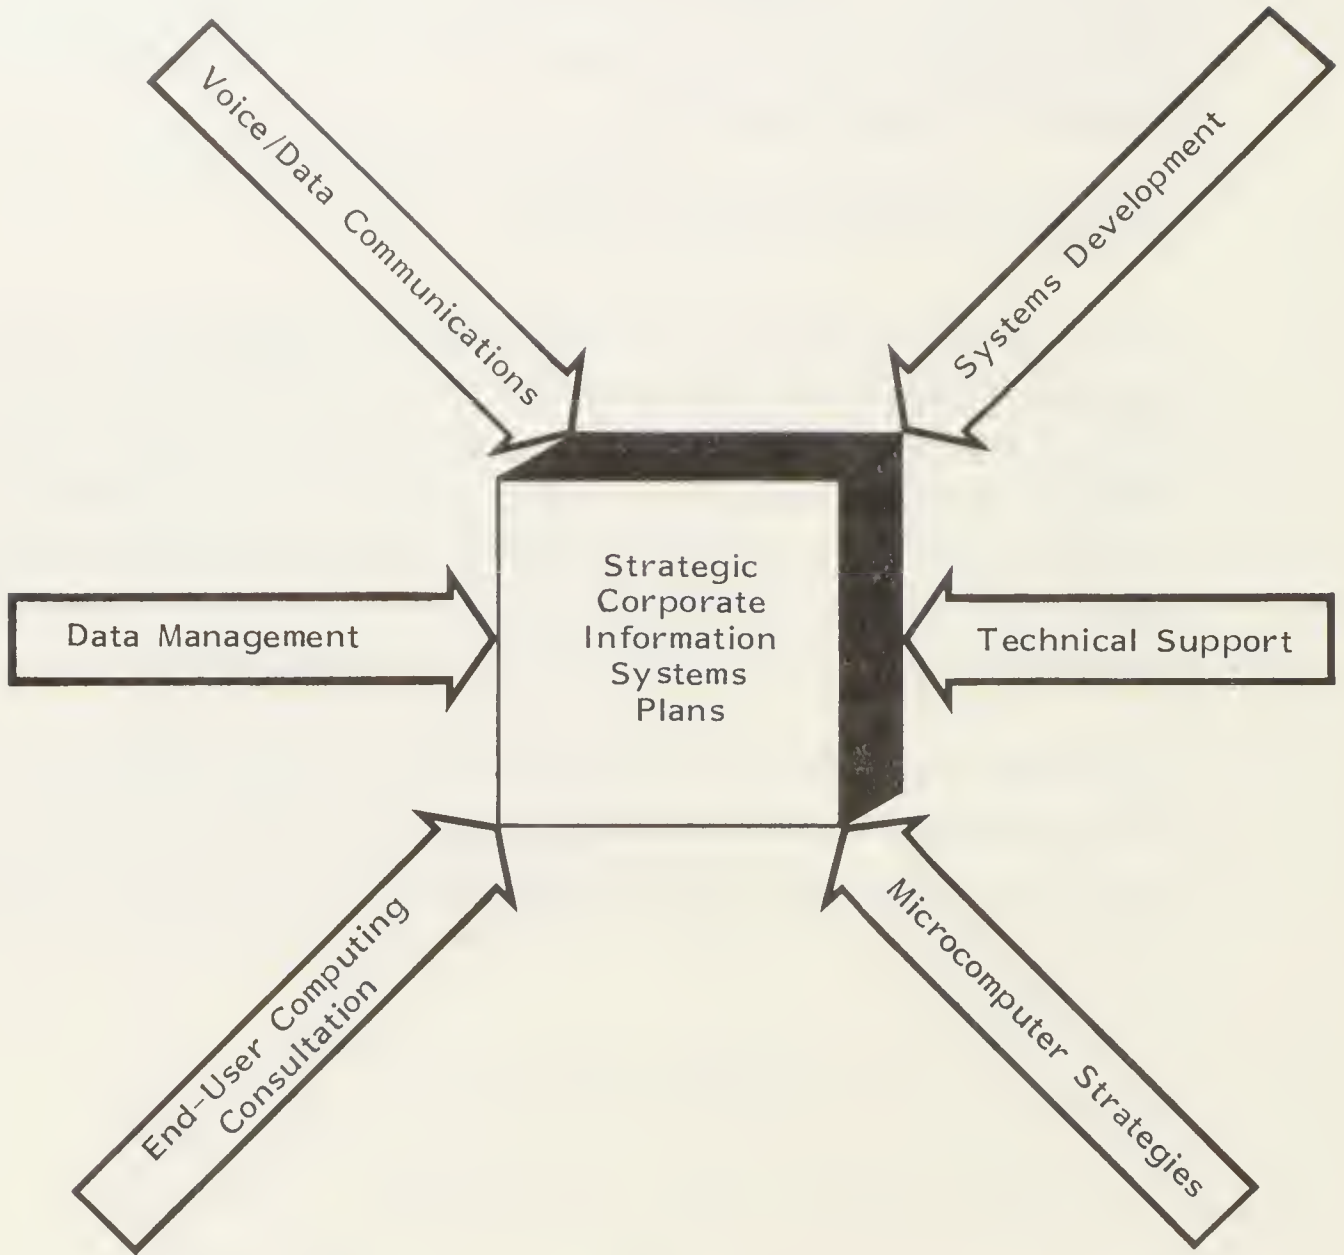 Voice/Data Communications
Systems Development
Strategic
Corporate
Information
Systems
Plans
Data Management
Technical Support
End-User Computing
Consultation
Microcomputer Strategies